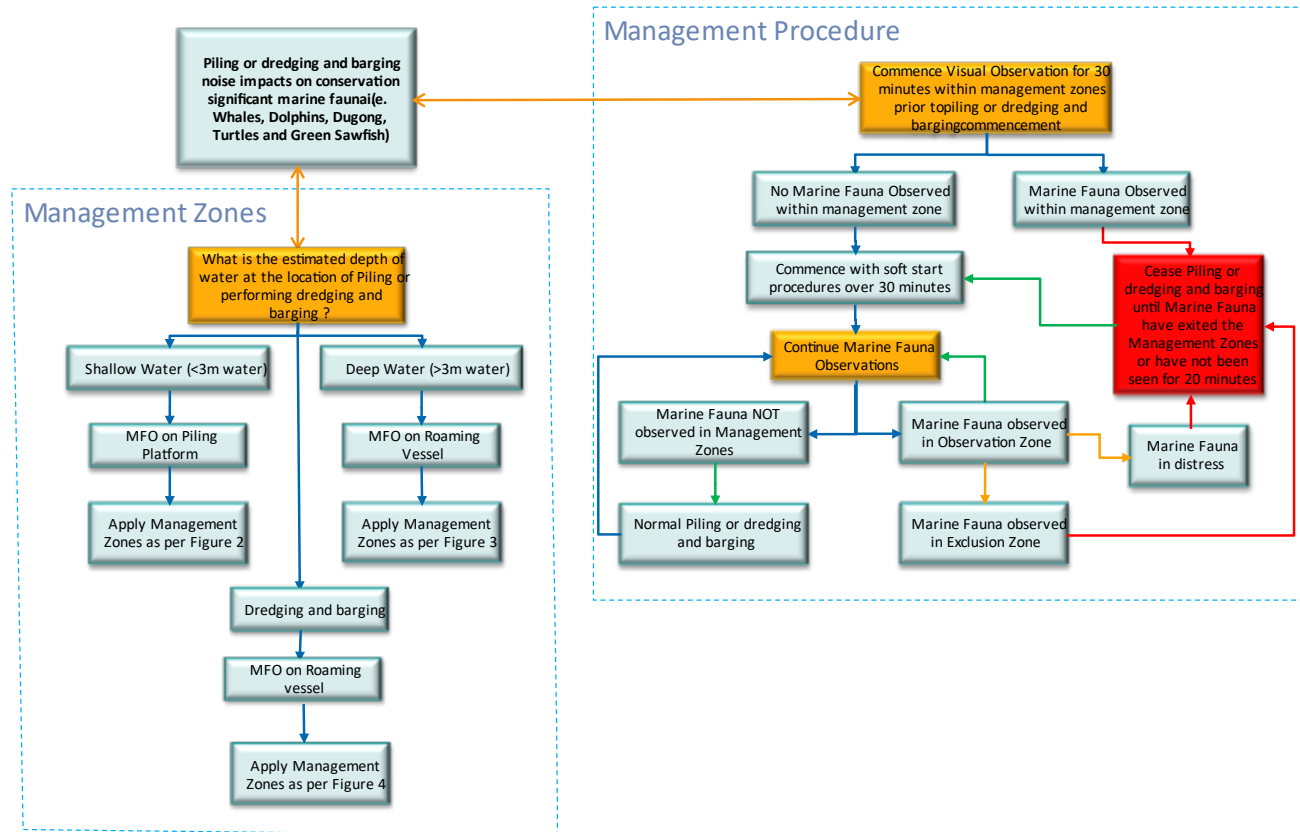 Management Procedure
Piling or dredging and barging
noise impacts on conservation
significant marine faunai(e.
Whales, Dolphins, Dugong,
Turtles and Green Sawfish)
Commence Visual Observation for 30
minutes within management zones
prior topiling or dredging and
bargingcommencement
No Marine Fauna Observed
within management zone
Marine Fauna Observed
within management zone
Commence with soft start
procedures over 30 minutes
Cease Piling or
dredging and barging
until Marine Fauna
have exited the
Management Zones
or have not been
seen for 20 minutes
Continue Marine Fauna
Observations
Marine Fauna NOT
observed in Management
Zones
Marine Fauna observed
in Observation Zone
Marine Fauna
in distress
Normal Piling or dredging
and barging
Marine Fauna observed
in Exclusion Zone
Management Zones
What is the estimated depth of
water at the location of Piling or
performing dredging and
barging ?
Shallow Water (<3m water)
Deep Water (>3m water)
MFO on Piling
Platform
MFO on Roaming
Vessel
Apply Management
Zones as per Figure 2
Apply Management
Zones as per Figure 3
Dredging and barging
MFO on Roaming
vessel
Apply Management
Zones as per Figure 4